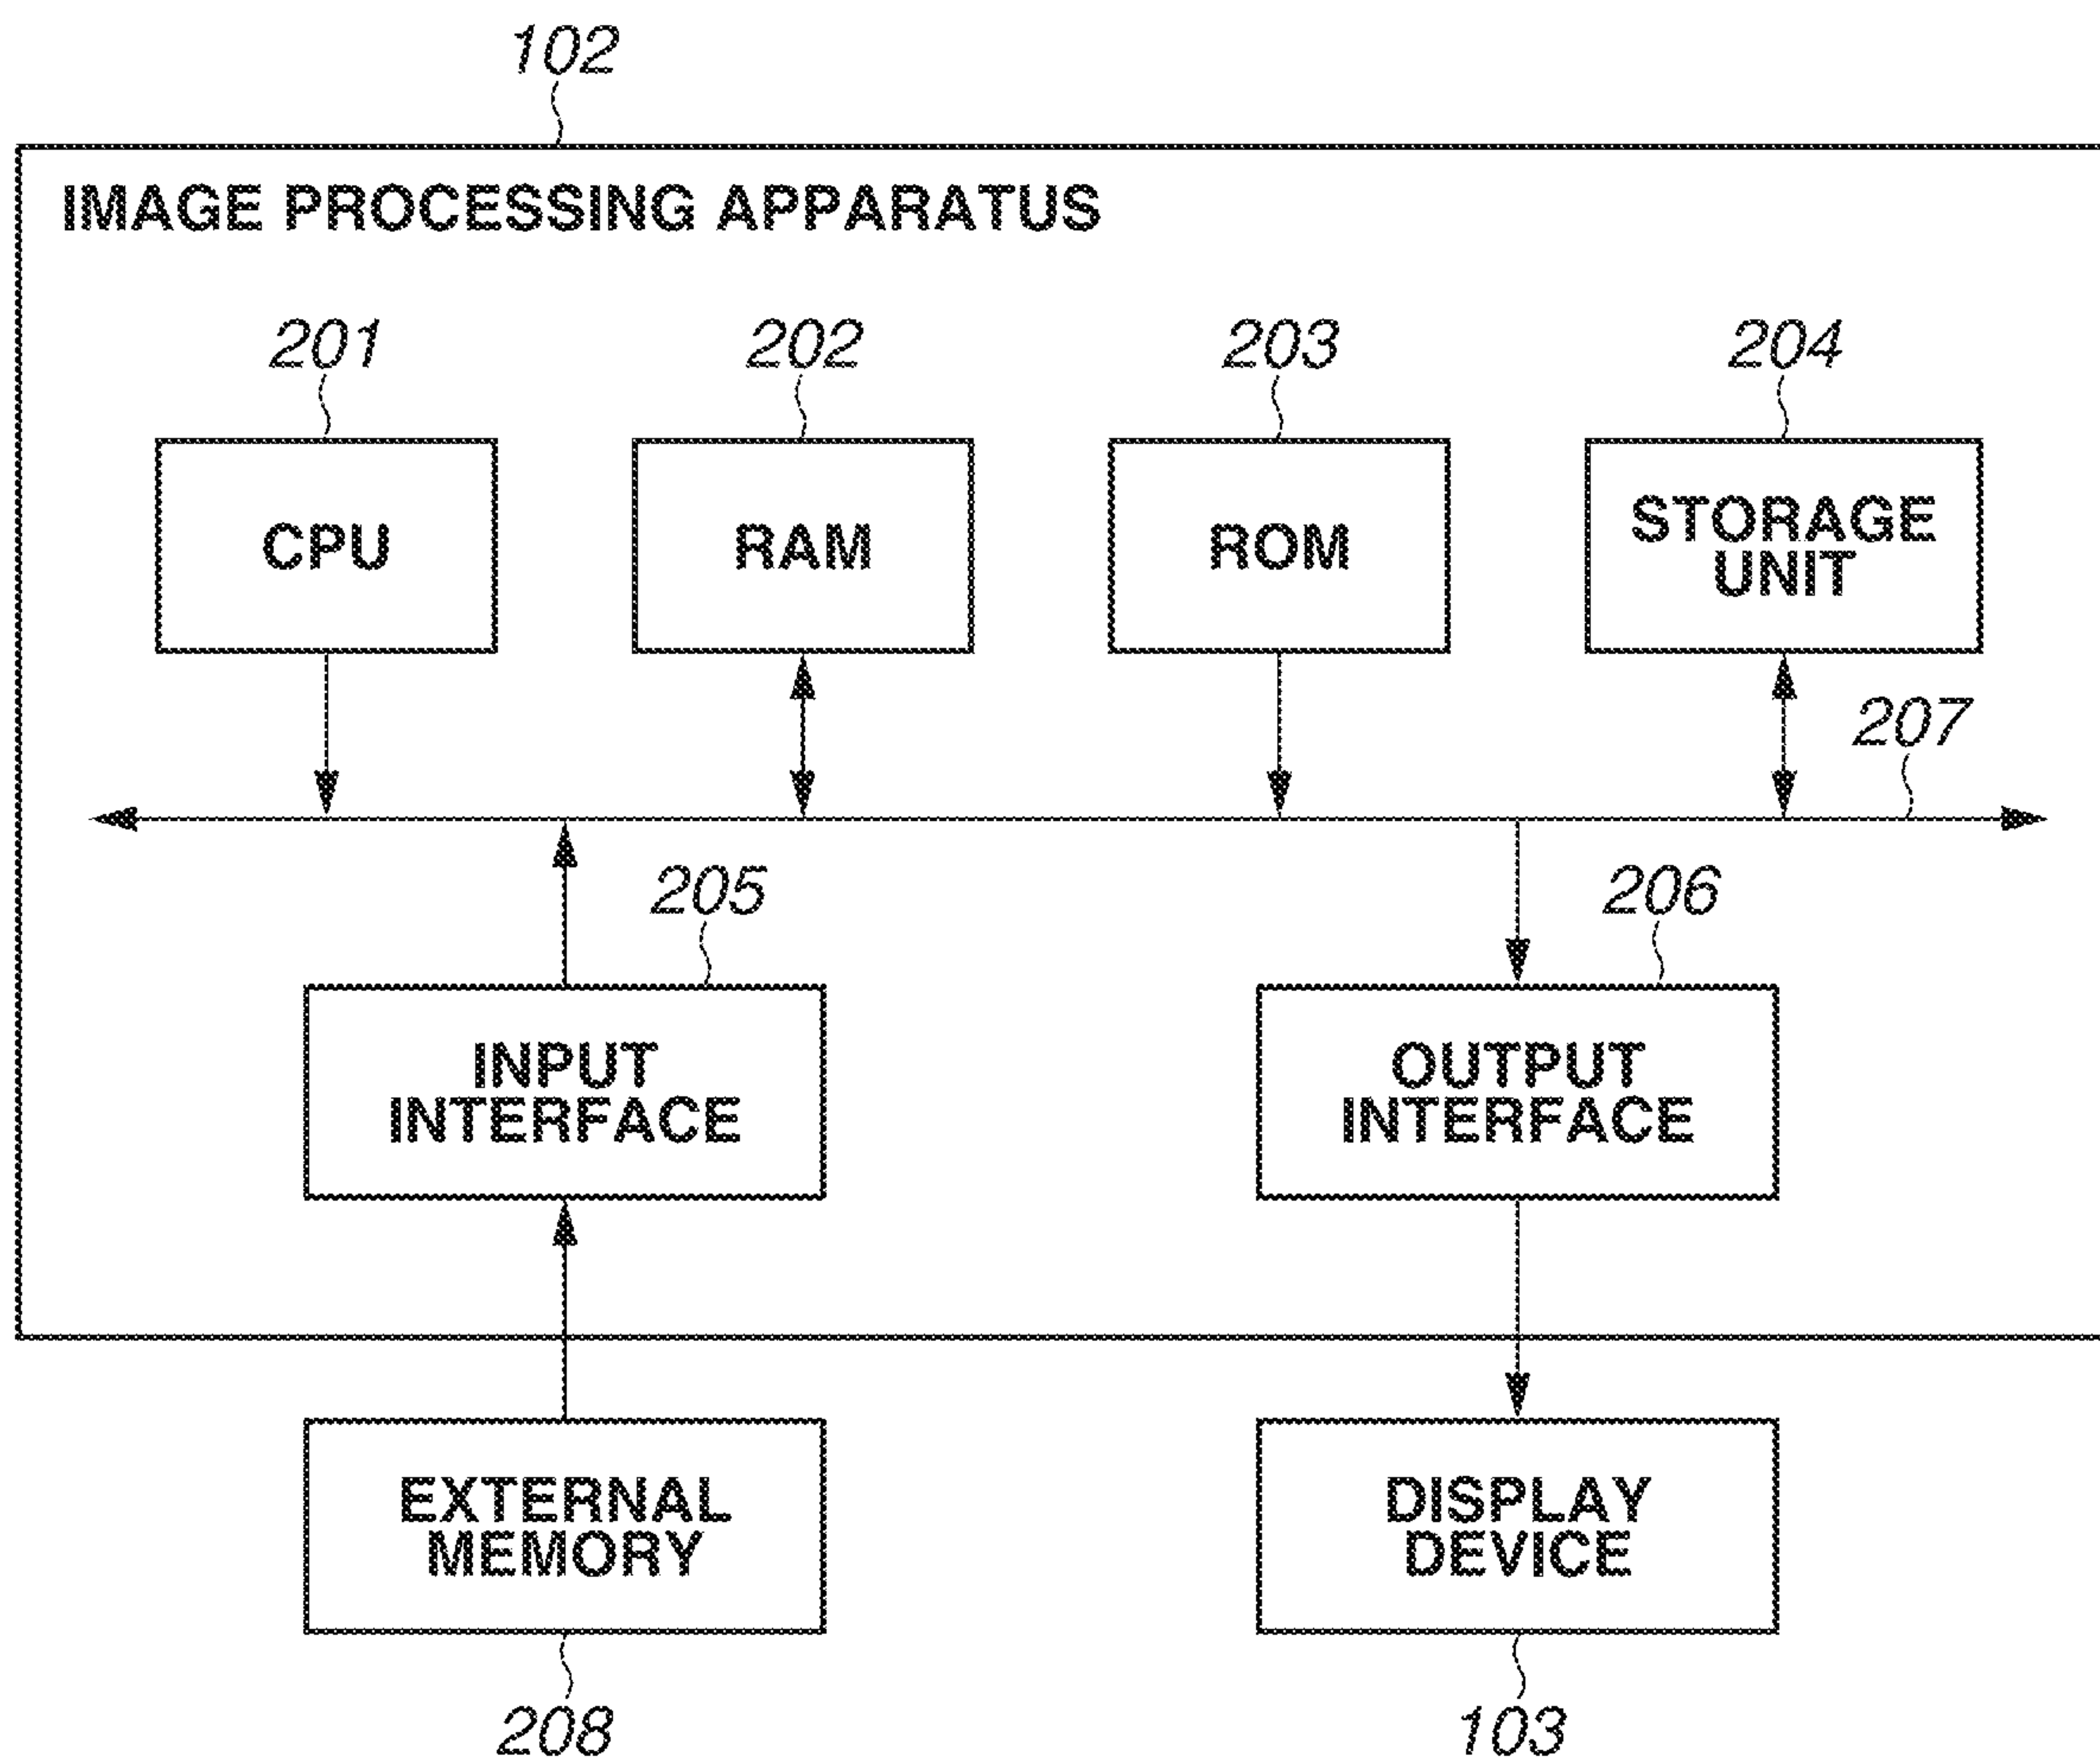 102
IMAGE PROCESSING APPARATUS
201
202
203
204
CPU
RAM
ROM
STORAGE
UNIT
207
205
206
INPUT
INTERFACE
OUTPUT
INTERFACE
EXTERNAL
MEMORY
DISPLAY
DEVICE
208
103